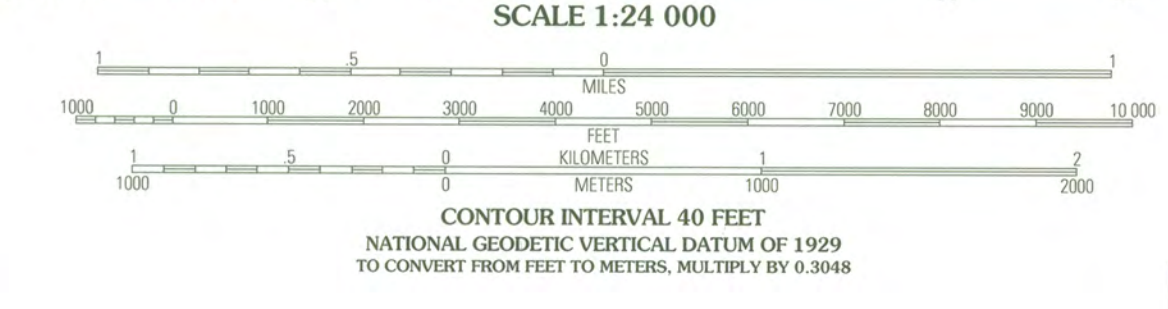 SCALE 1:24 000
1 .5 0 1
MILES
1000 0 1000 2000 3000 4000 5000 6000 7000 8000 9000 10 000
FEET
1 .5 0 KILOMETERS 1 2
1000 0 METERS 1000 2000
CONTOUR INTERVAL 40 FEET
NATIONAL GEODETIC VERTICAL DATUM OF 1929
TO CONVERT FROM FEET TO METERS, MULTIPLY BY 0.3048